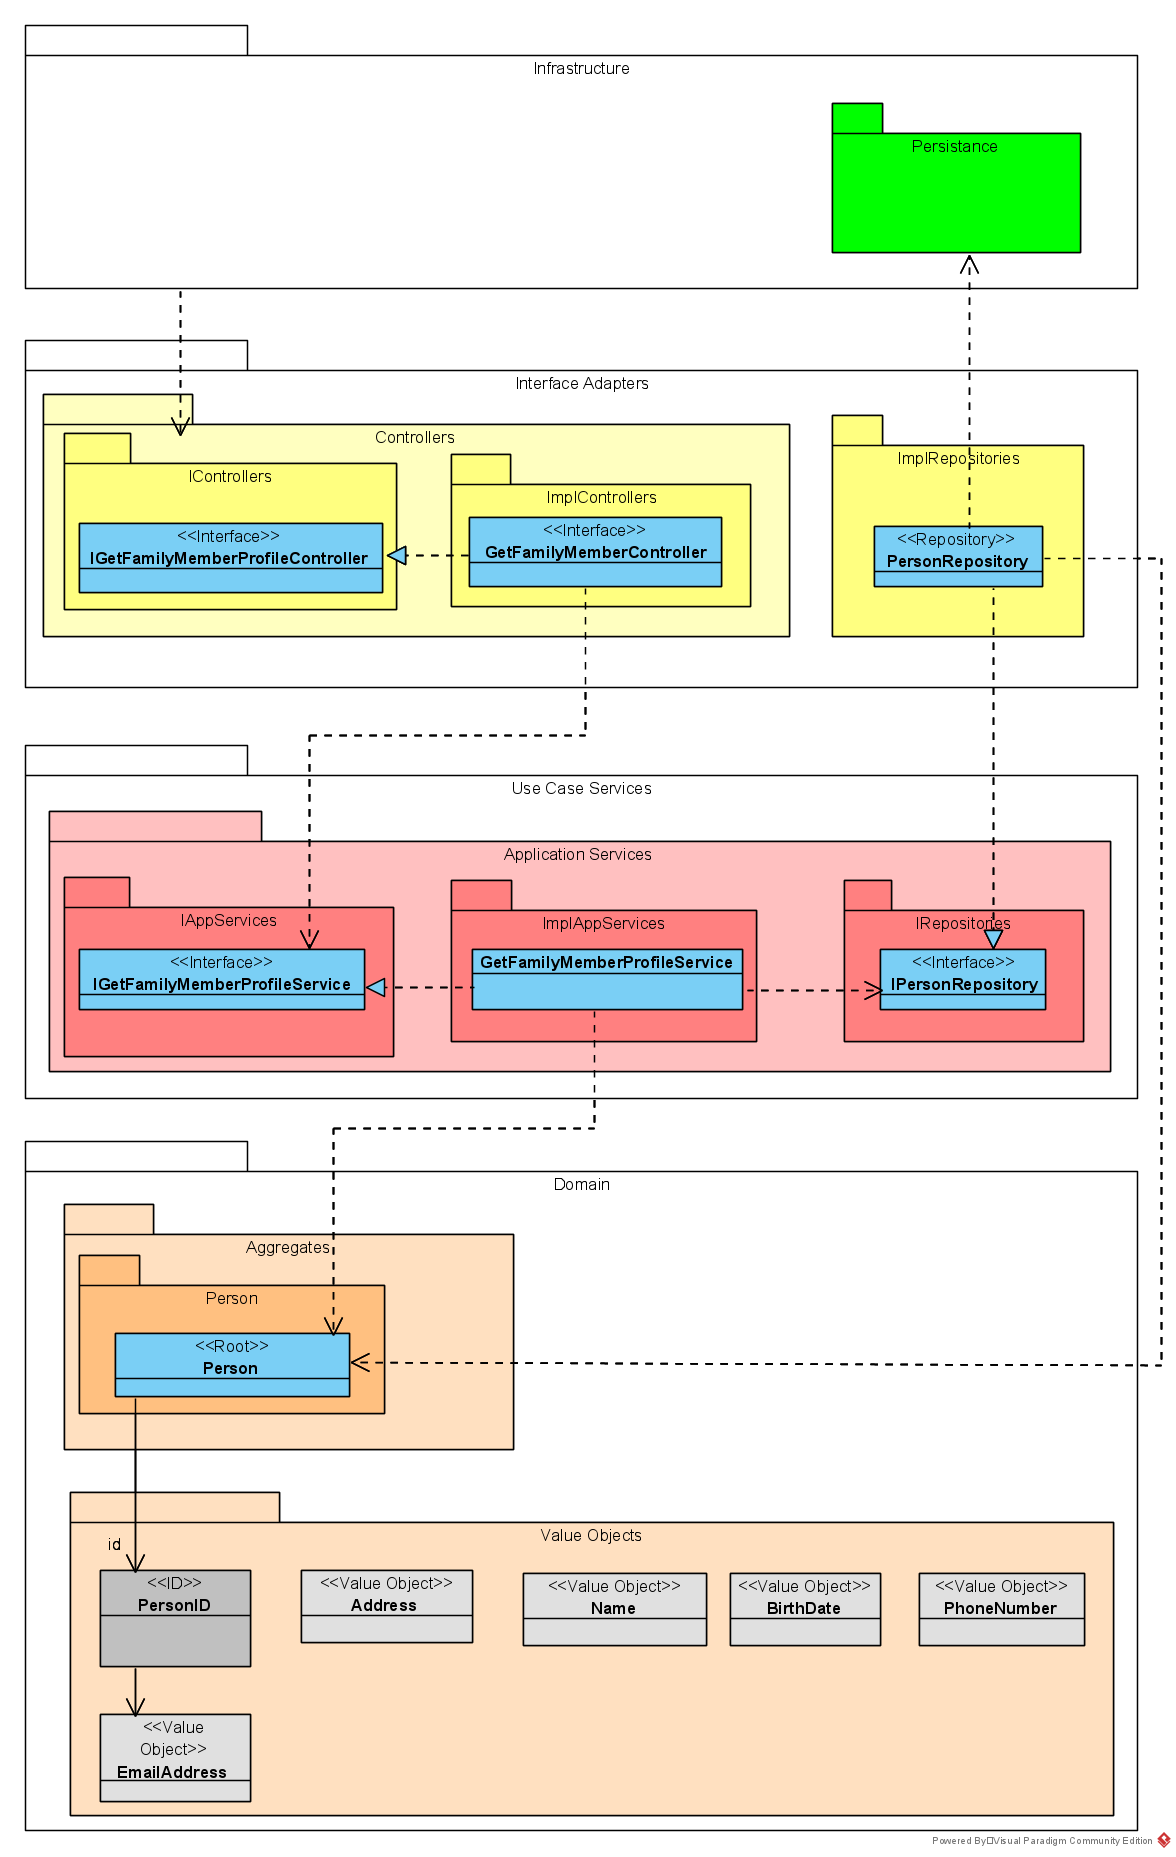 Infrastructure
Persistance
Interface Adapters
Controllers
IControllers
<<Interface>>
IGetFamilyMemberProfileController
ImplControllers
<<Interface>>
GetFamilyMemberController
ImplRepositories
<<Repository>>
PersonRepository
Use Case Services
Application Services
IAppServices
<<Interface>>
IGetFamilyMemberProfileService
ImplAppServices
GetFamilyMemberProfileService
IRepositories
<<Interface>>
IPersonRepository
Domain
Aggregates
Person
<<Root>>
Person
Value Objects
id
<<ID>>
PersonID
<<Value Object>>
Address
<<Value Object>>
Name
<<Value Object>>
BirthDate
<<Value Object>>
PhoneNumber
<<Value
Object>>
EmailAddress
Powered By□Visual Paradigm Community Edition